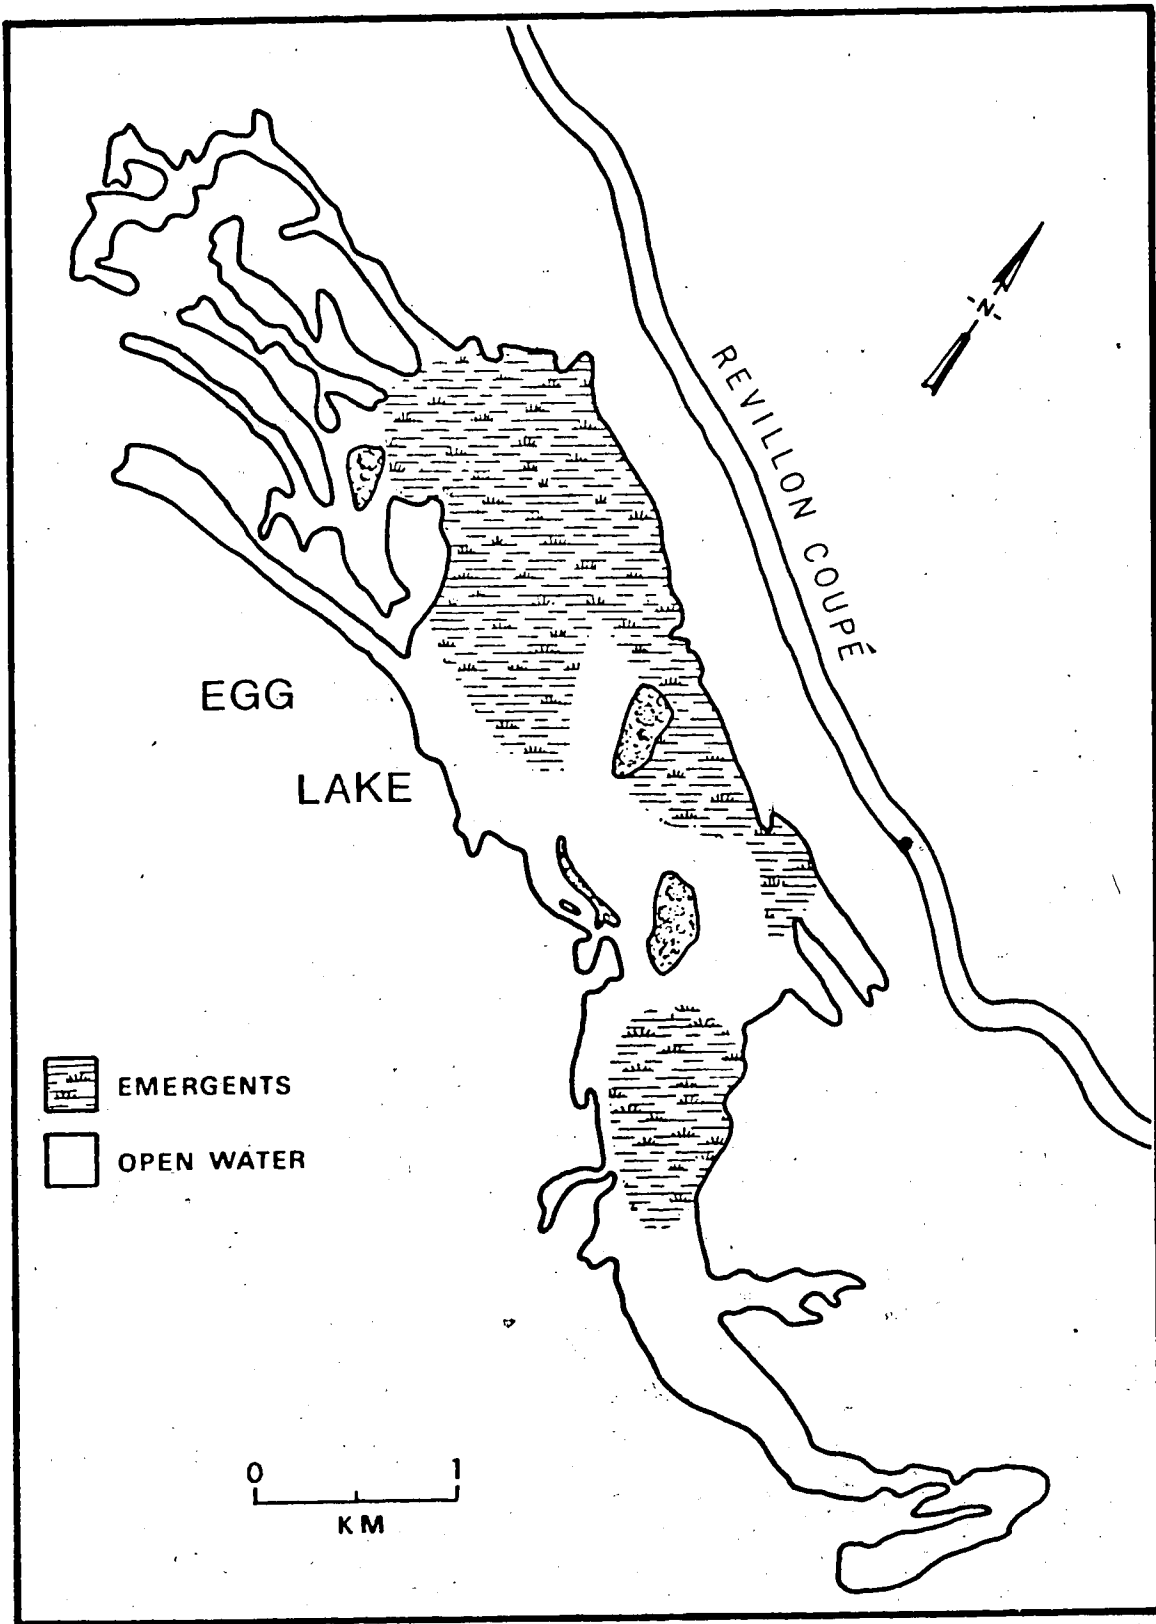 -N-
REVILLON COUPÉ
EGG
LAKE
EMERGENTS
OPEN WATER
0 1
KM